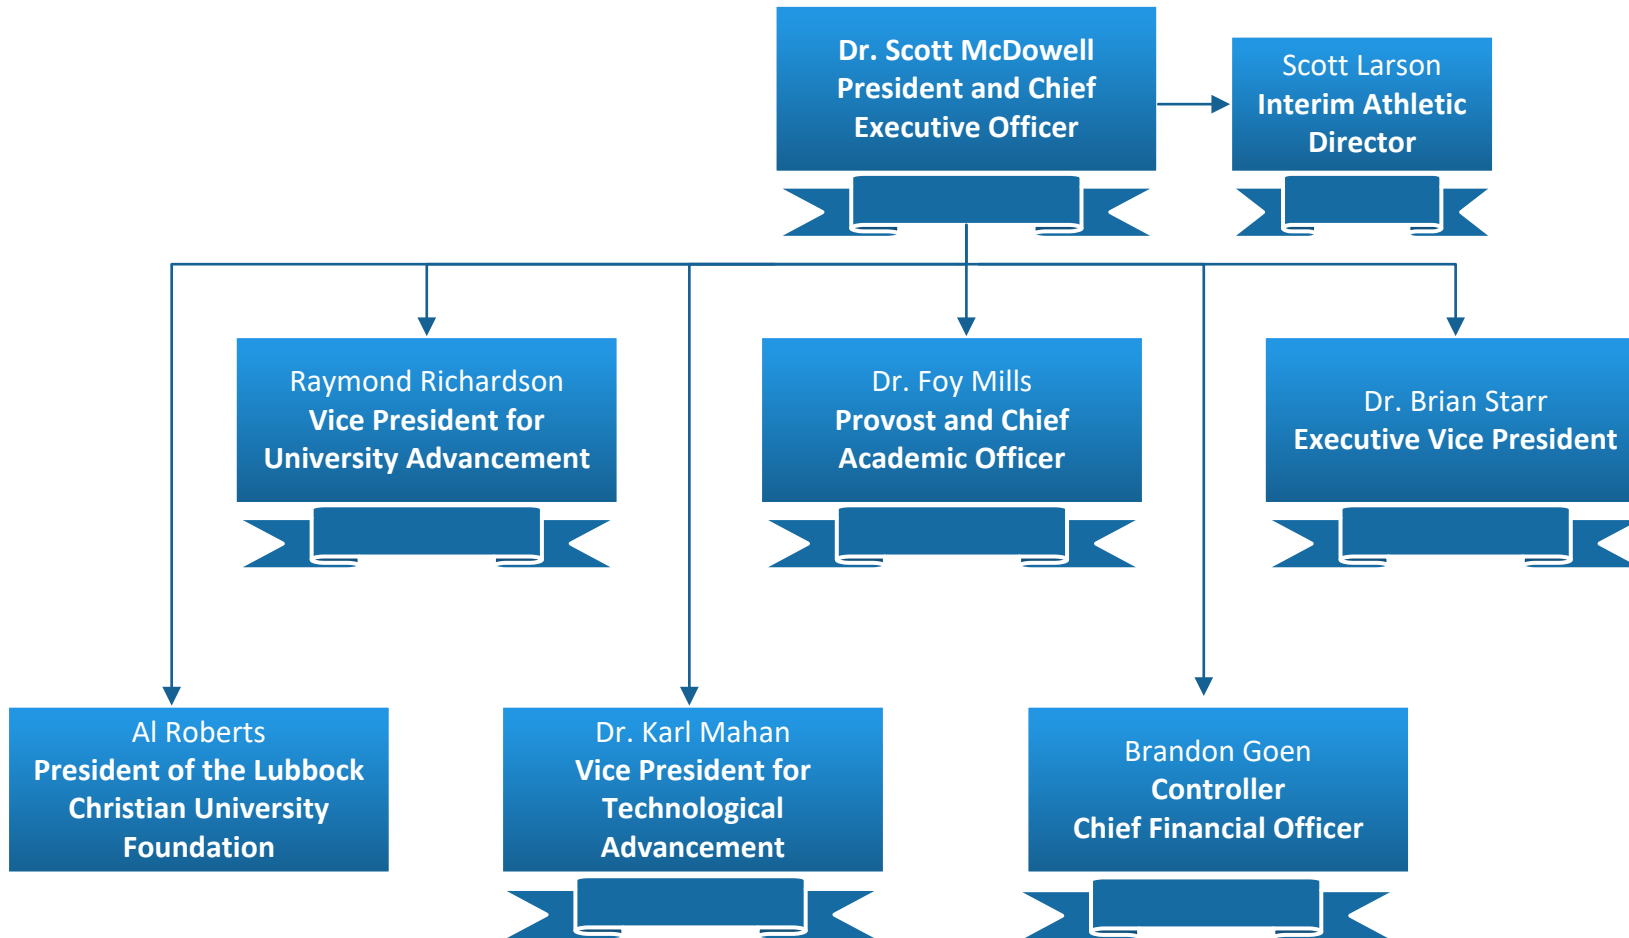 Dr. Scott McDowell
President and Chief
Executive Officer
Scott Larson
Interim Athletic
Director
Raymond Richardson
Vice President for
University Advancement
Dr. Foy Mills
Provost and Chief
Academic Officer
Dr. Brian Starr
Executive Vice President
Al Roberts
President of the Lubbock
Christian University
Foundation
Dr. Karl Mahan
Vice President for
Technological
Advancement
Brandon Goen
Controller
Chief Financial Officer